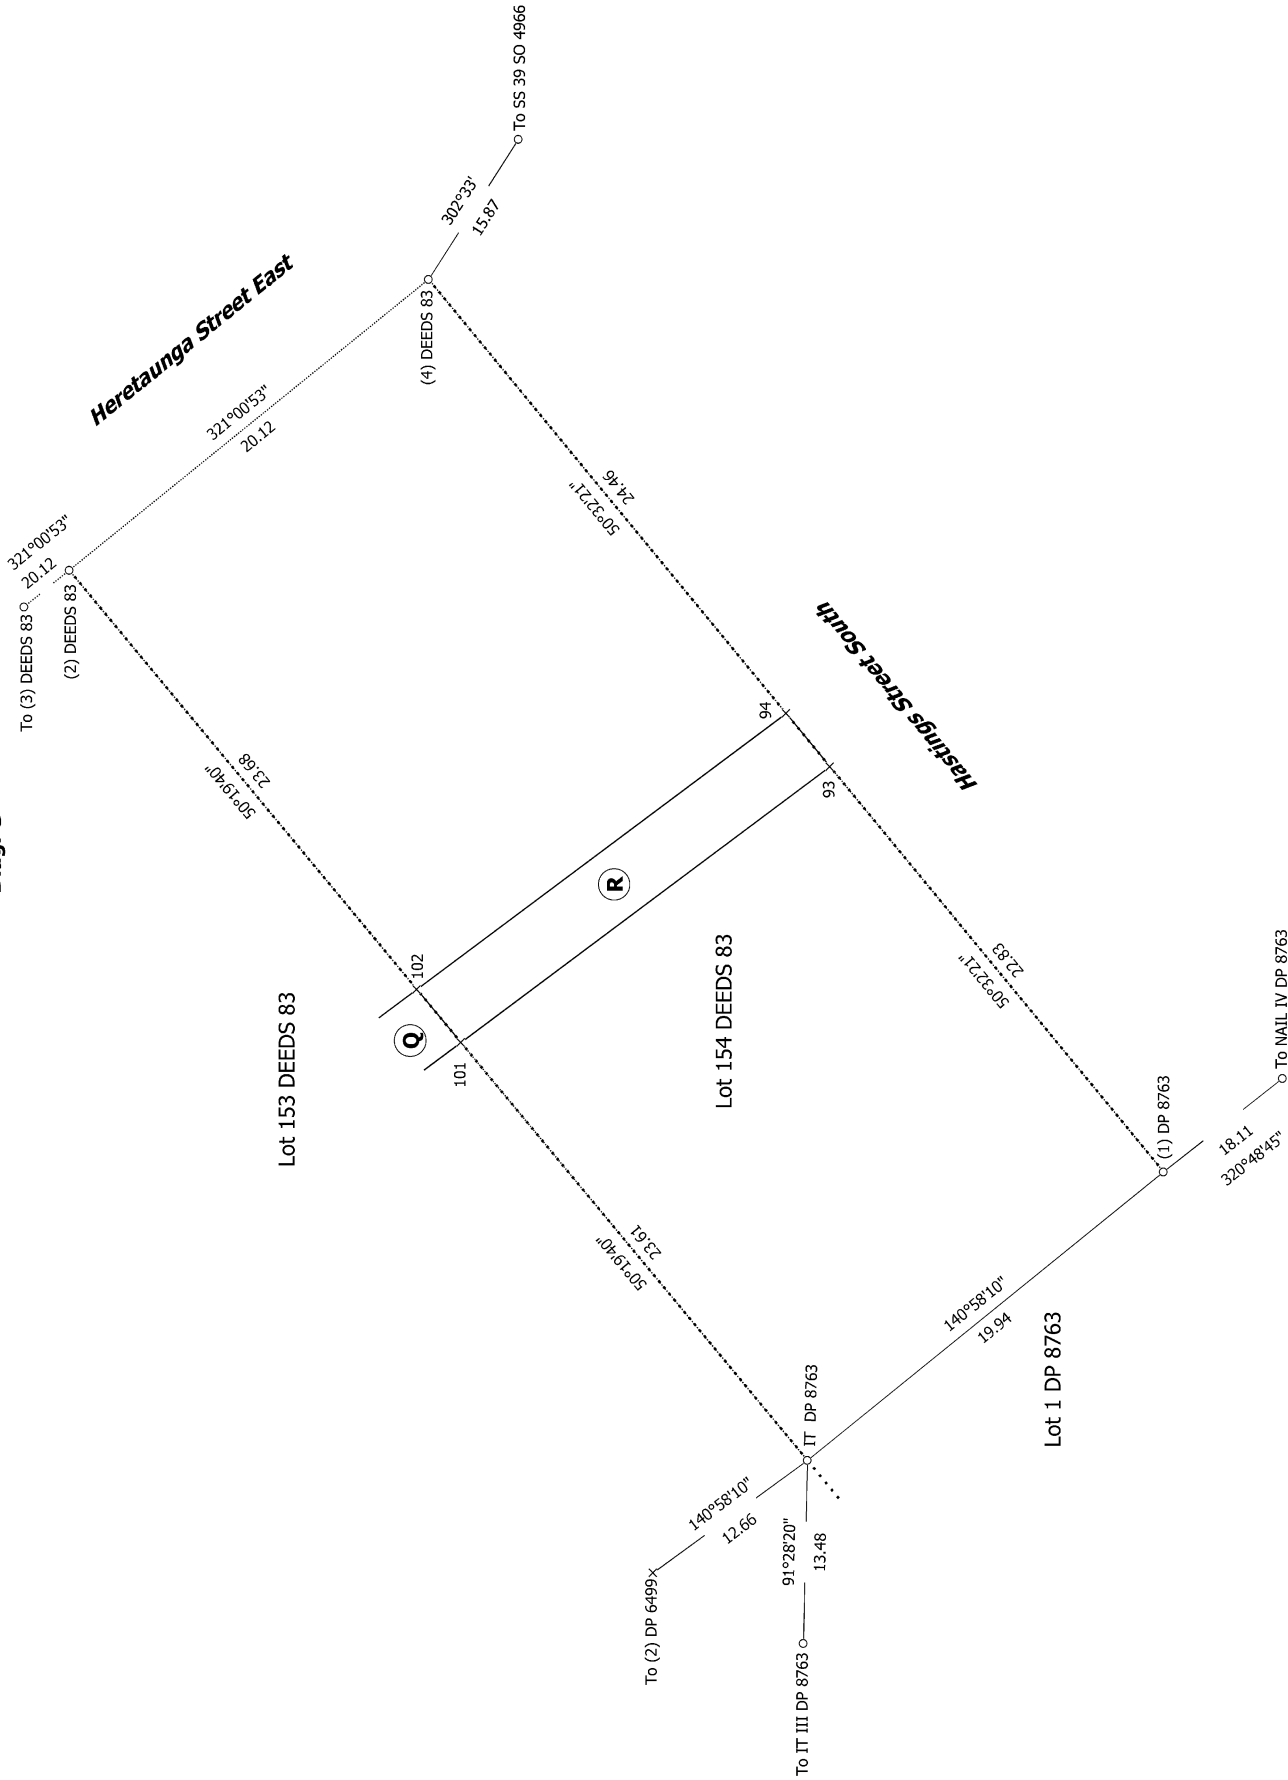 To SS 39 SO 4966
302°33'
15.87
Heretaunga Street East
(4) DEEDS 83
321°00'53"
20.12
321°00'53"
20.12
To (3) DEEDS 83
(2) DEEDS 83
50°32'21"
24.46
Hastings Street South
94
93
50°19'40"
23.68
R
102
Q
101
Lot 153 DEEDS 83
Lot 154 DEEDS 83
50°32'21"
22.83
To NAIL IV DP 8763
(1) DP 8763
18.11
320°48'45"
50°19'40"
23.61
140°58'10"
19.94
Lot 1 DP 8763
IT DP 8763
140°58'10"
12.66
91°28'20"
13.48
To (2) DP 6499
To IT III DP 8763